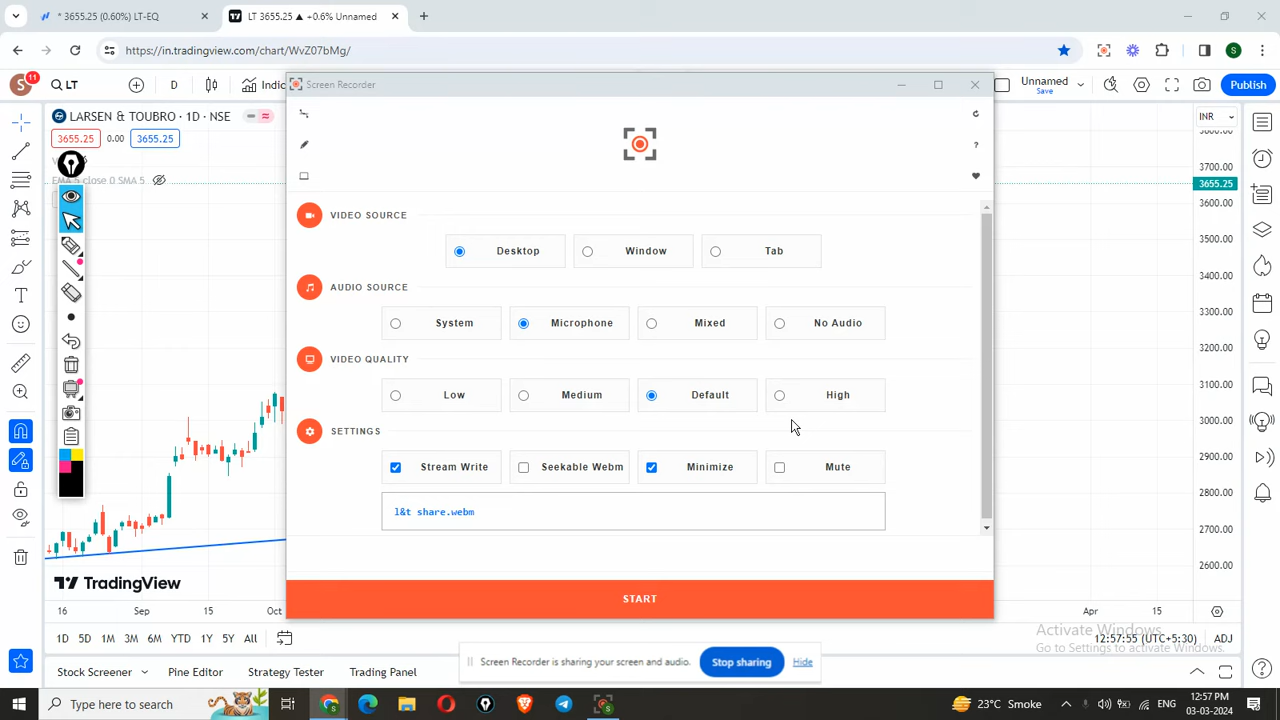 * 3655.25 (0.60%) LT-EQ
LT 3655.25 ▲ +0.6% Unnamed
https://in.tradingview.com/chart/WvZ07bMg/
S
S
11
LT
D
Indic
Screen Recorder
Unnamed
Save
Publish
LARSEN & TOUBRO · 1D · NSE
3655.25
0.00
3655.25
EMA 5 close 0 SMA 5
INR
VIDEO SOURCE
Desktop
Window
Tab
AUDIO SOURCE
System
Microphone
Mixed
No Audio
VIDEO QUALITY
Low
Medium
Default
High
SETTINGS
Stream Write
Seekable Webm
Minimize
Mute
l&t share.webm
START
3700.00
3655.25
3500.00
3400.00
3300.00
3200.00
3100.00
3000.00
2900.00
2800.00
2700.00
2600.00
TradingView
16
Sep
15
Oct
Apr
15
1D
5D
1M
3M
6M
YTD
1Y
5Y
All
12:57:55 (UTC+5:30)
ADJ
Activate Windows
Go to Settings to activate Windows.
Screen Recorder is sharing your screen and audio.
Stop sharing
Hide
Stock Screener
Pine Editor
Strategy Tester
Trading Panel
Type here to search
23°C Smoke
ENG
12:57 PM
03-03-2024